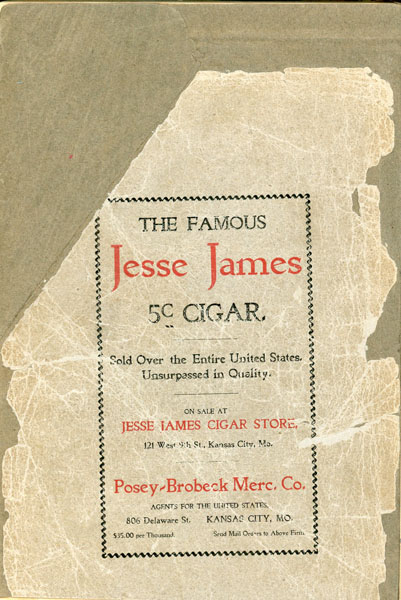 THE FAMOUS
Jesse James
5c CIGAR.
Sold Over the Entire United States.
Unsurpassed in Quality.
ON SALE AT
JESSE JAMES CIGAR STORE,
121 West 9th St., Kansas City, Mo.
Posey-Brobeck Merc. Co.
AGENTS FOR THE UNITED STATES,
806 Delaware St. KANSAS CITY, MO.
$35.00 per Thousand. Send Mail Orders to Above Firm.